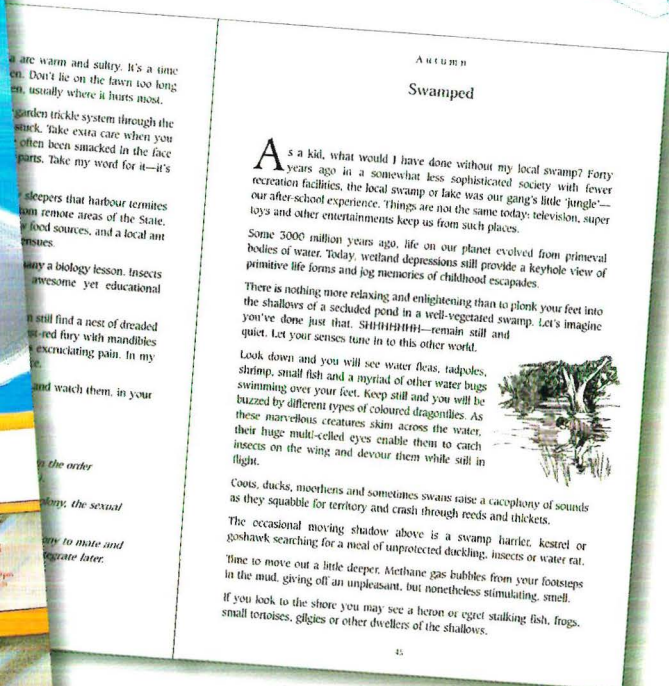 a are warm and sultry. It's a time
en. Don't lie on the lawn too long
en, usually where it hurts most.
garden trickle system through the
stuck. Take extra care when you
often been smacked in the face
parts. Take my word for it—it's
sleepers that harbour termites
om remote areas of the State.
food sources, and a local ant
ensues.
many a biology lesson. Insects
awesome yet educational
n still find a nest of dreaded
st-red fury with mandibles
excruciating pain. In my
ce.
and watch them, in your
n the order
olony, the sexual
ony to mate and
tegrate later.
Autumn
Swamped
As a kid, what would I have done without my local swamp? Forty
years ago in a somewhat less sophisticated society with fewer
recreation facilities, the local swamp or lake was our gang's little 'jungle'—
our after-school experience. Things are not the same today: television, super
toys and other entertainments keep us from such places.
Some 3000 million years ago, life on our planet evolved from primeval
bodies of water. Today, wetland depressions still provide a keyhole view of
primitive life forms and jog memories of childhood escapades.
There is nothing more relaxing and enlightening than to plonk your feet into
the shallows of a secluded pond in a well-vegetated swamp. Let's imagine
you've done just that. SHHHHHHH—remain still and
quiet. Let your senses tune in to this other world.
Look down and you will see water fleas, tadpoles,
shrimp, small fish and a myriad of other water bugs
swimming over your feet. Keep still and you will be
buzzed by different types of coloured dragonflies. As
these marvellous creatures skim across the water,
their huge multi-celled eyes enable them to catch
insects on the wing and devour them while still in
flight.
Coots, ducks, moorhens and sometimes swans raise a cacophony of sounds
as they squabble for territory and crash through reeds and thickets.
The occasional moving shadow above is a swamp harrier, kestrel or
goshawk searching for a meal of unprotected duckling, insects or water rat.
Time to move out a little deeper. Methane gas bubbles from your footsteps
in the mud, giving off an unpleasant, but nonetheless stimulating, smell.
If you look to the shore you may see a heron or egret stalking fish, frogs,
small tortoises, gilgies or other dwellers of the shallows.
45